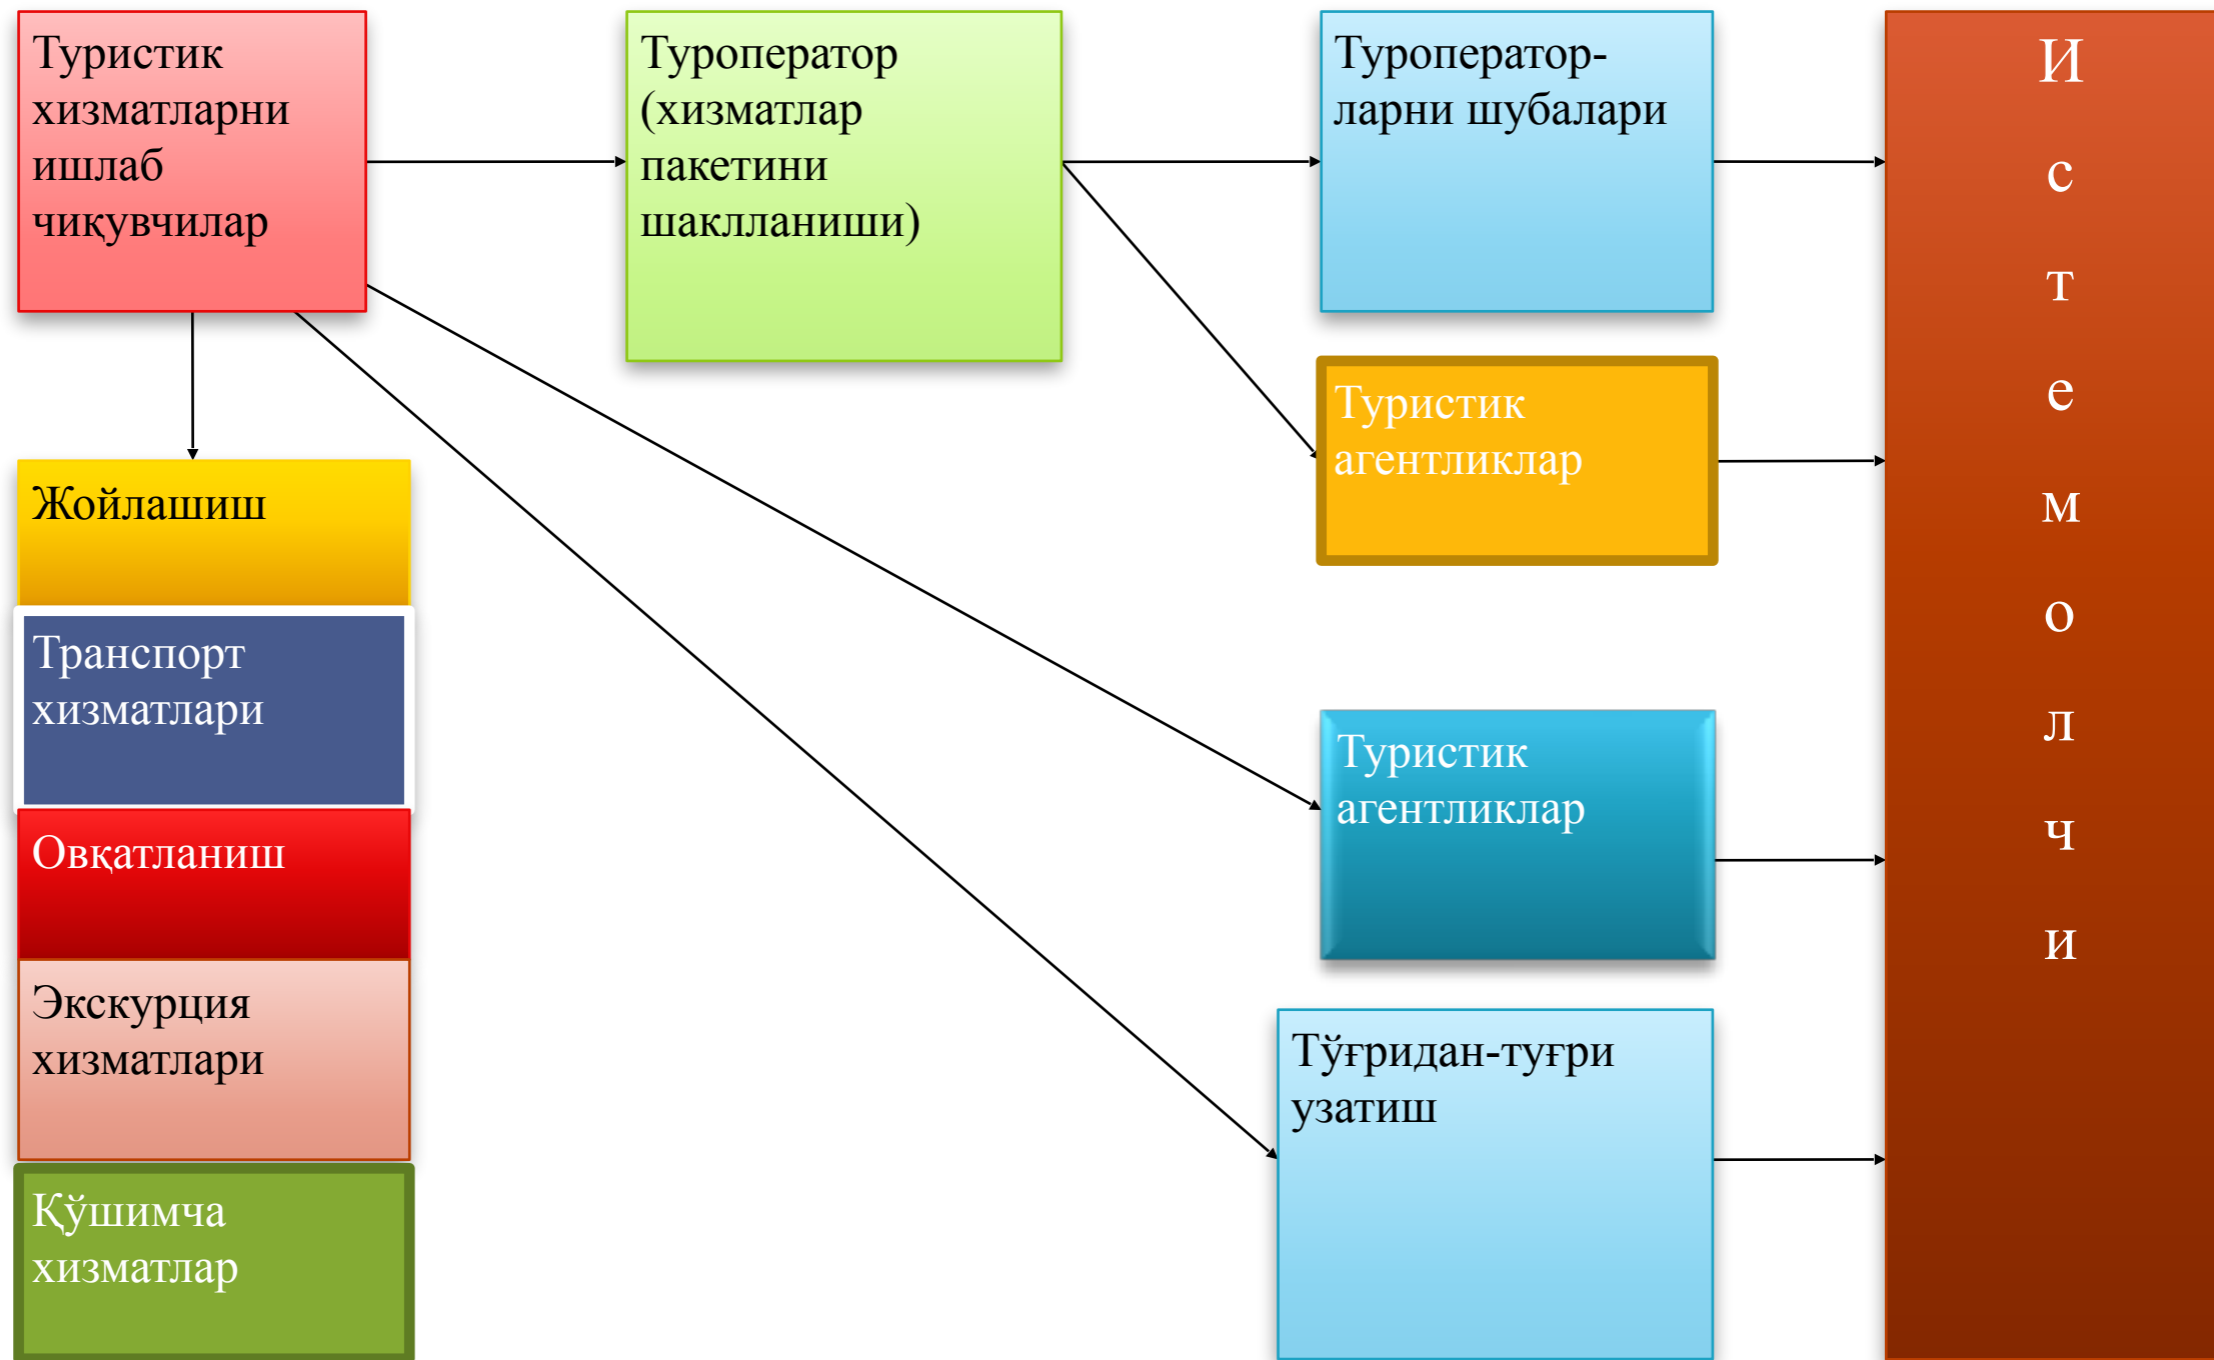 Туристик
хизматларни
ишлаб
чиқувчилар
Туроператор
(хизматлар
пакетини
шаклланиши)
Туроператор-
ларни шубалари
Туристик
агентликлар
Жойлашиш
Транспорт
хизматлари
Овқатланиш
Экскурция
хизматлари
Қўшимча
хизматлар
Туристик
агентликлар
Тўғридан-туғри
узатиш
И
с
т
е
м
о
л
ч
и